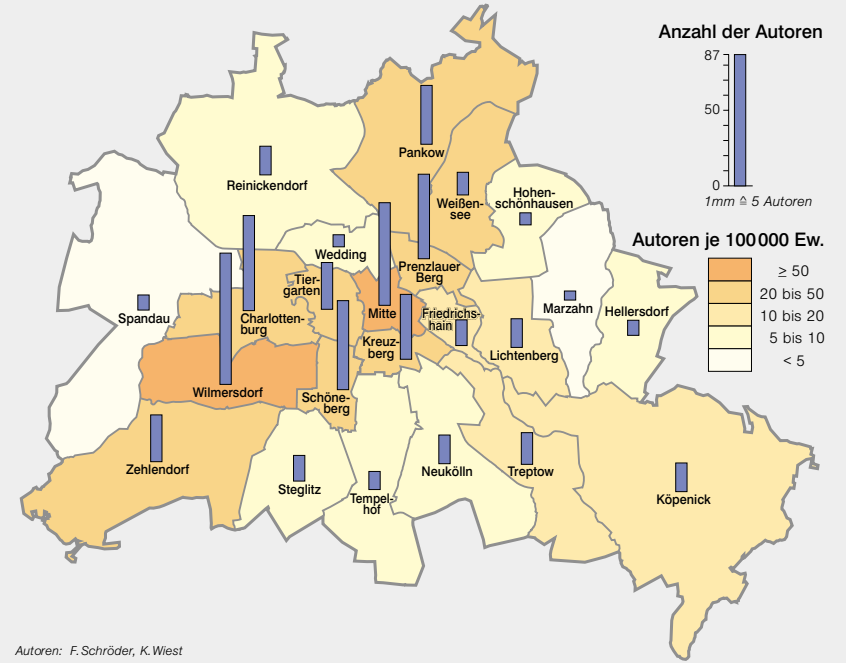 Anzahl der Autoren
87
50
0
1mm ≙ 5 Autoren
Autoren je 100 000 Ew.
≥ 50
20 bis 50
10 bis 20
5 bis 10
< 5
Pankow
Reinickendorf
Weißen-
see
Hohen-
schönhausen
Wedding
Prenzlauer
Berg
Tier-
garten
Spandau
Charlotten-
burg
Mitte
Friedrichs-
hain
Marzahn
Hellersdorf
Kreuz-
berg
Lichtenberg
Wilmersdorf
Schöne-
berg
Zehlendorf
Steglitz
Tempel-
hof
Neukölln
Treptow
Köpenick
Autoren: F. Schröder, K. Wiest